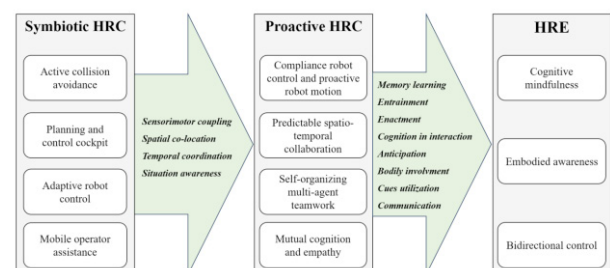 Symbiotic HRC
Active collision
avoidance
Planning and
control cockpit
Adaptive robot
control
Mobile operator
assistance
Sensorimotor coupling
Spatial co-location
Temporal coordination
Situation awareness
Proactive HRC
Compliance robot
control and proactive
robot motion
Predictable spatio-
temporal
collaboration
Self-organizing
multi-agent
teamwork
Mutual cognition
and empathy
Memory learning
Entrainment
Enactment
Cognition in interaction
Anticipation
Bodily involvment
Cues utilization
Communication
HRE
Cognitive
mindfulness
Embodied awareness
Bidirectional control